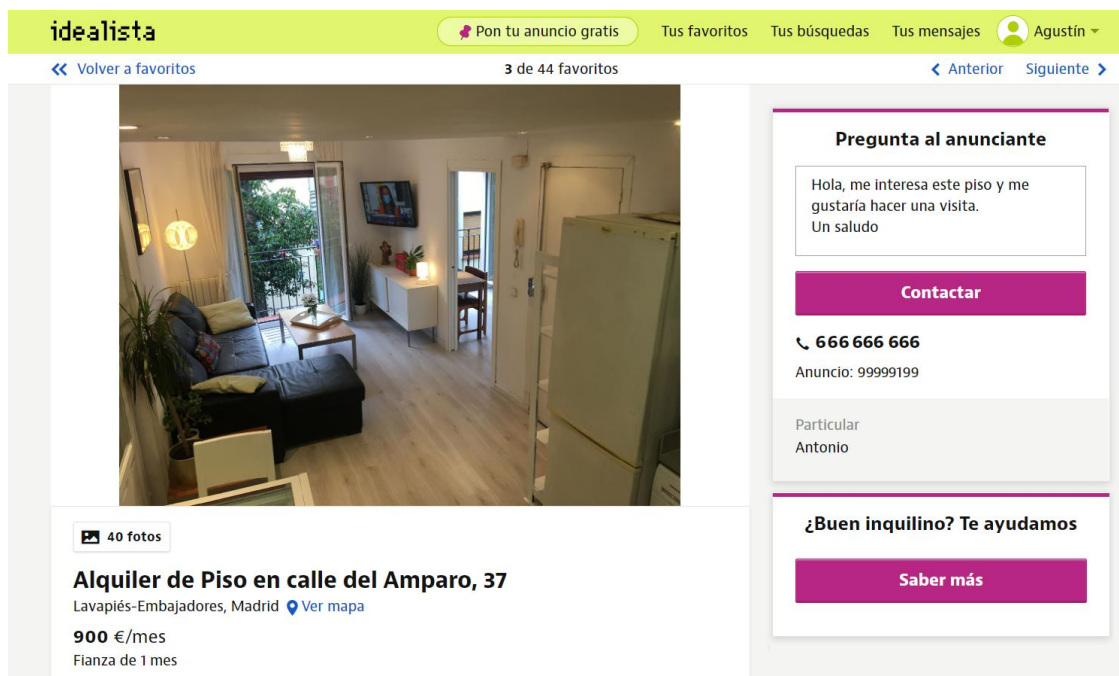 idealista
Pon tu anuncio gratis
Tus favoritos
Tus búsquedas
Tus mensajes
Agustín
Volver a favoritos
3 de 44 favoritos
Anterior
Siguiente
Pregunta al anunciante
Hola, me interesa este piso y me
gustaría hacer una visita.
Un saludo
Contactar
666 666 666
Anuncio: 99999199
Particular
Antonio
¿Buen inquilino? Te ayudamos
Saber más
40 fotos
Alquiler de Piso en calle del Amparo, 37
Lavapiés-Embajadores, Madrid Ver mapa
900 €/mes
Fianza de 1 mes